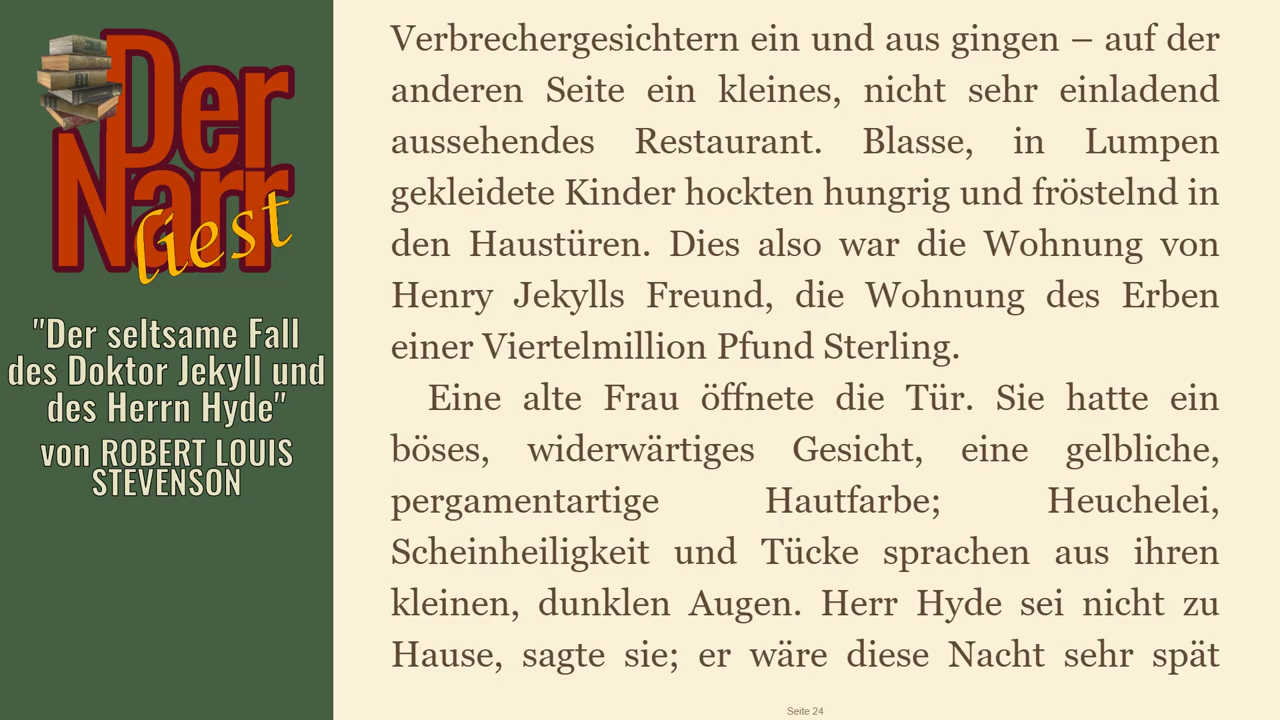 Der
Narr
liest
"Der seltsame Fall
des Doktor Jekyll und
des Herrn Hyde"
von ROBERT LOUIS
STEVENSON
Verbrechergesichtern ein und aus gingen – auf der
anderen Seite ein kleines, nicht sehr einladend
aussehendes Restaurant. Blasse, in Lumpen
gekleidete Kinder hockten hungrig und fröstelnd in
den Haustüren. Dies also war die Wohnung von
Henry Jekylls Freund, die Wohnung des Erben
einer Viertelmillion Pfund Sterling.
Eine alte Frau öffnete die Tür. Sie hatte ein
böses, widerwärtiges Gesicht, eine gelbliche,
pergamentartige Hautfarbe; Heuchelei,
Scheinheiligkeit und Tücke sprachen aus ihren
kleinen, dunklen Augen. Herr Hyde sei nicht zu
Hause, sagte sie; er wäre diese Nacht sehr spät
Seite 24